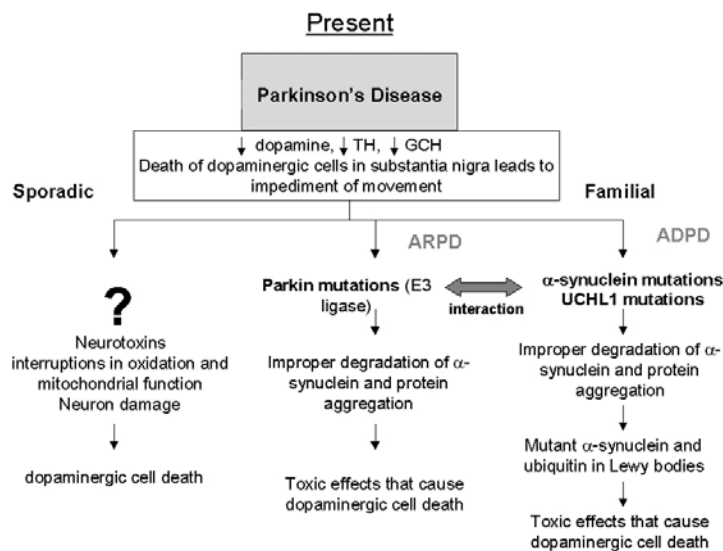 Present
Parkinson's Disease
↓ dopamine, ↓ TH, ↓ GCH
Death of dopaminergic cells in substantia nigra leads to
impediment of movement
Sporadic
Familial
ARPD
ADPD
?
Neurotoxins
interruptions in oxidation and
mitochondrial function
Neuron damage
dopaminergic cell death
Parkin mutations (E3
ligase)
interaction
α-synuclein mutations
UCHL1 mutations
Improper degradation of α-
synuclein and protein
aggregation
Toxic effects that cause
dopaminergic cell death
Improper degradation of α-
synuclein and protein
aggregation
Mutant α-synuclein and
ubiquitin in Lewy bodies
Toxic effects that cause
dopaminergic cell death